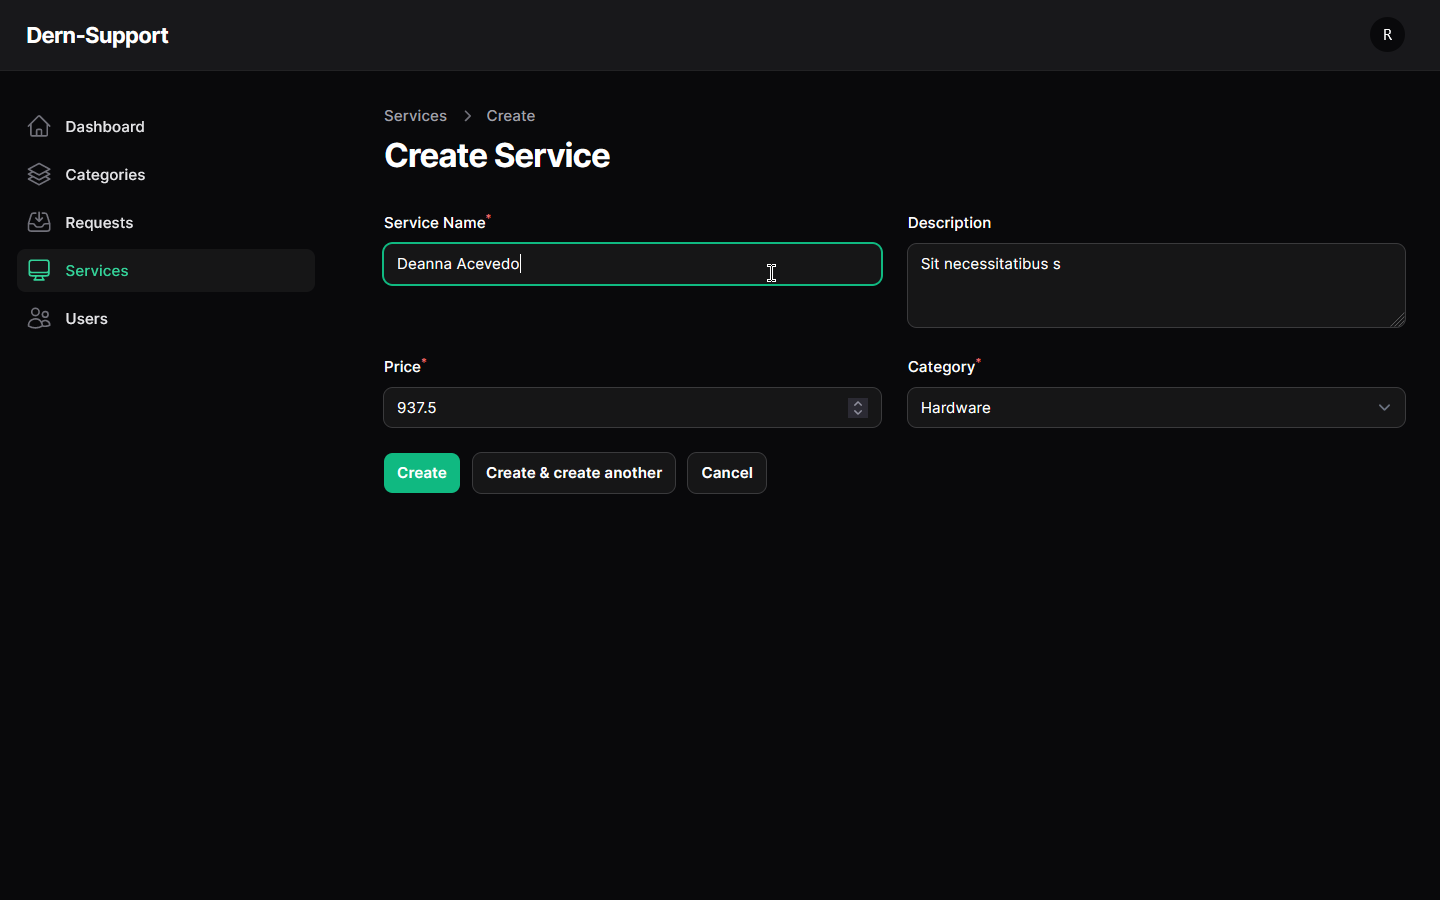 Dern-Support
R
Dashboard
Categories
Requests
Services
Users
Services > Create
Create Service
Service Name*
Deanna Acevedo
Description
Sit necessitatibus s
Price*
937.5
Category*
Hardware
Create
Create & create another
Cancel